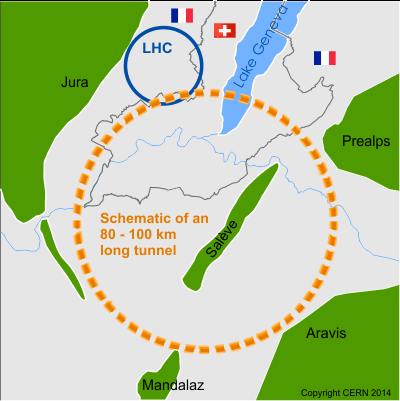 LHC
Lake Geneva
Jura
Prealps
Schematic of an
80 - 100 km
long tunnel
Salève
Aravis
Mandalaz
Copyright CERN 2014